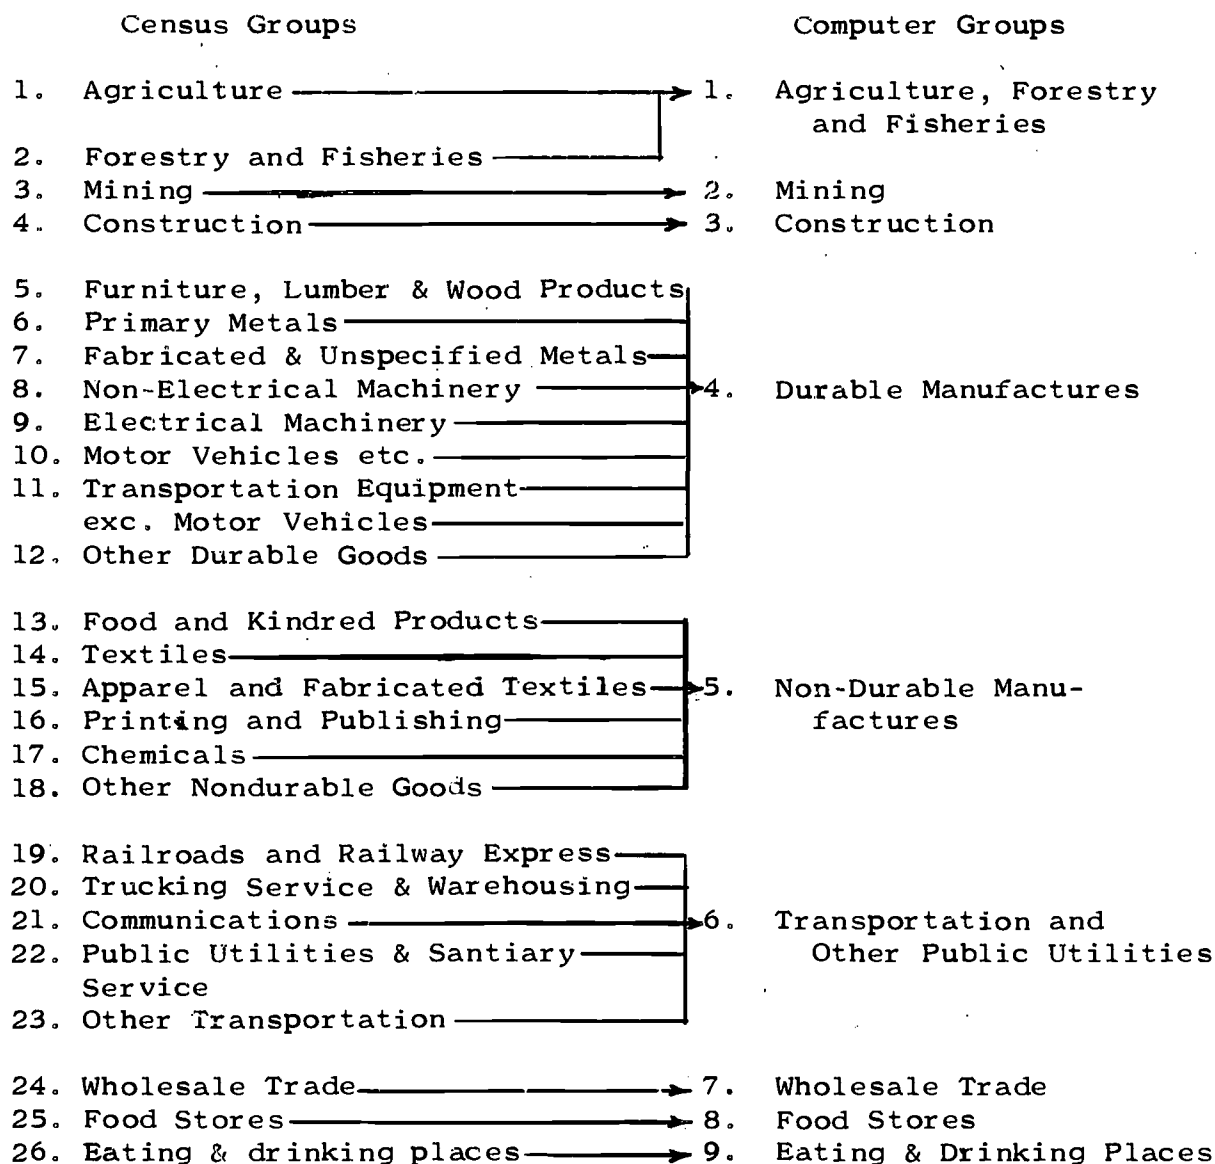 Census Groups Computer Groups
1. Agriculture 1. Agriculture, Forestry
and Fisheries
2. Forestry and Fisheries
3. Mining 2. Mining
4. Construction 3. Construction
5. Furniture, Lumber & Wood Products
6. Primary Metals
7. Fabricated & Unspecified Metals
8. Non-Electrical Machinery 4. Durable Manufactures
9. Electrical Machinery
10. Motor Vehicles etc.
11. Transportation Equipment
exc. Motor Vehicles
12. Other Durable Goods
13. Food and Kindred Products
14. Textiles
15. Apparel and Fabricated Textiles 5. Non-Durable Manu-
16. Printing and Publishing factures
17. Chemicals
18. Other Nondurable Goods
19. Railroads and Railway Express
20. Trucking Service & Warehousing
21. Communications 6. Transportation and
22. Public Utilities & Santiary Other Public Utilities
Service
23. Other Transportation
24. Wholesale Trade 7. Wholesale Trade
25. Food Stores 8. Food Stores
26. Eating & drinking places 9. Eating & Drinking Places